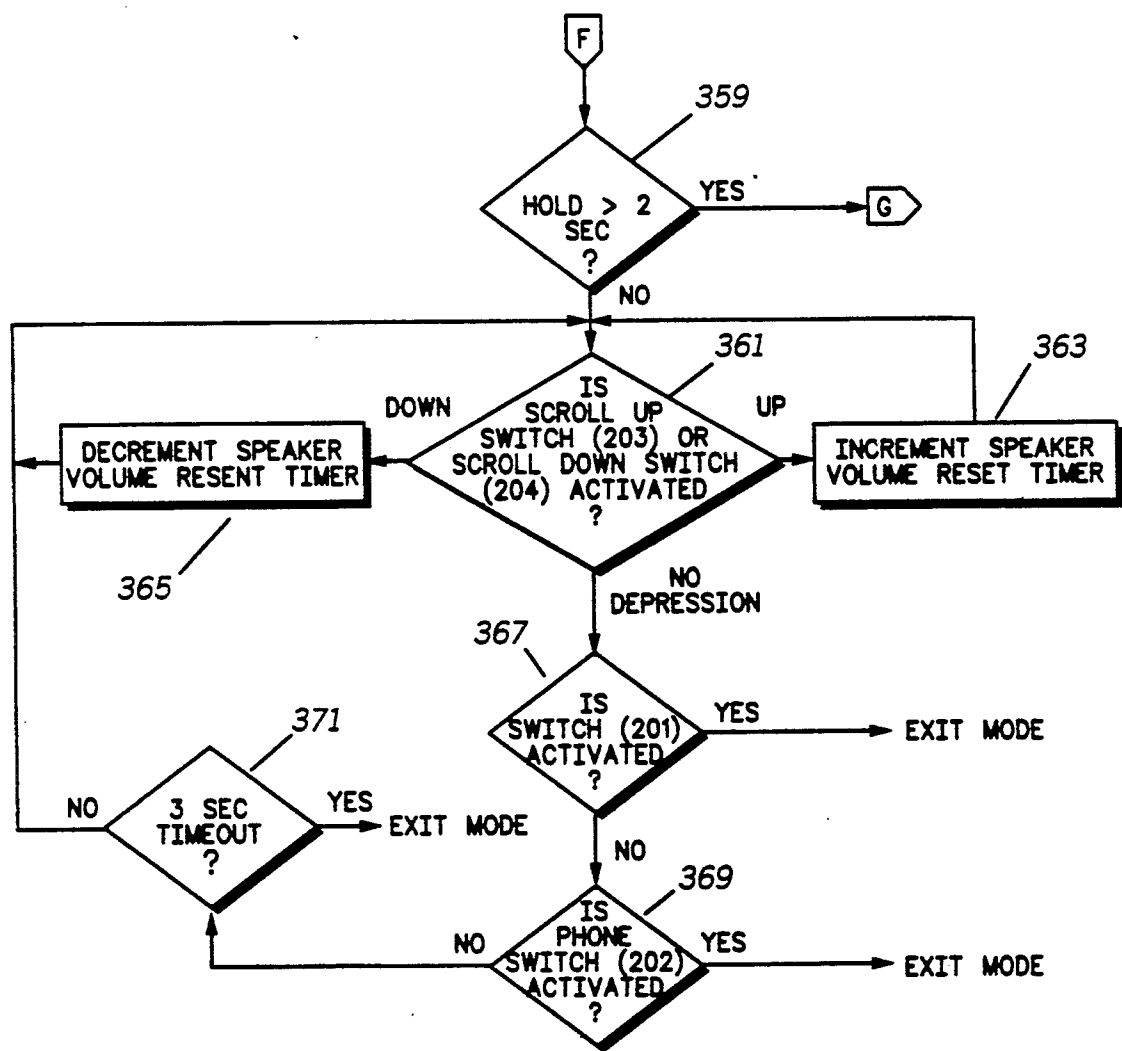 F
359
HOLD > 2
SEC
?
YES
G
NO
361
363
IS
SCROLL UP
SWITCH (203) OR
SCROLL DOWN SWITCH
(204) ACTIVATED
?
DOWN
UP
DECREMENT SPEAKER
VOLUME RESENT TIMER
INCREMENT SPEAKER
VOLUME RESET TIMER
365
NO
DEPRESSION
367
IS
SWITCH (201)
ACTIVATED
?
YES
EXIT MODE
371
NO
3 SEC
TIMEOUT
?
YES
EXIT MODE
NO
369
IS
PHONE
SWITCH (202)
ACTIVATED
?
NO
YES
EXIT MODE